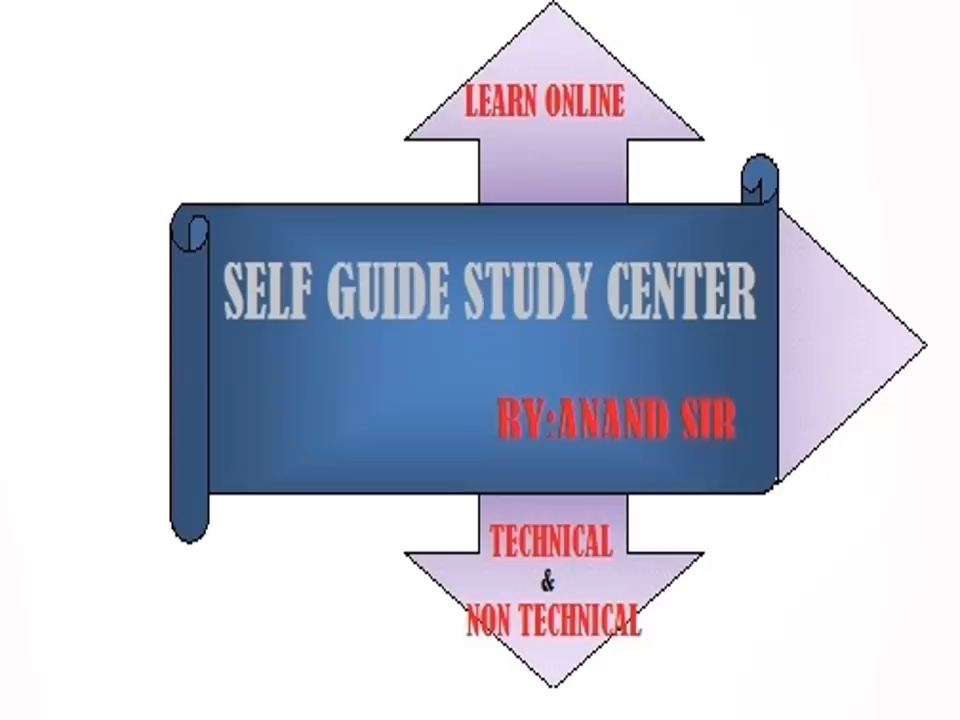 LEARN ONLINE
SELF GUIDE STUDY CENTER
BY:ANAND SIR
TECHNICAL
&
NON TECHNICAL